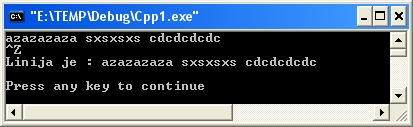 "E:\TEMP\Debug\Cpp1.exe"
azazazaza sxsxsxs cdcdcdcdc
^Z
Linija je : azazazaza sxsxsxs cdcdcdcdc
Press any key to continue